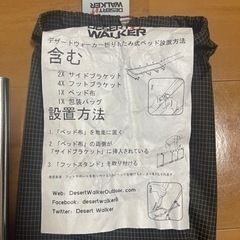 DESERT
WALKER
DESERT
WALKER
デザートウォーカー折りたたみ式ベッド設置方法
含む
2X サイドブラケット
4X フットブラケット
1X ベッド布
1X 包装バッグ
設置方法
1.「ベッド布」を地面に置く
2.「ベッド布」の両側が
「サイドブラケット」に挿入されている
3.「フットスタンド」を取り付ける
Web: DesertWalkerOutdoor.com
Facebook: desertwalker8
Twitter: Desert_Walker